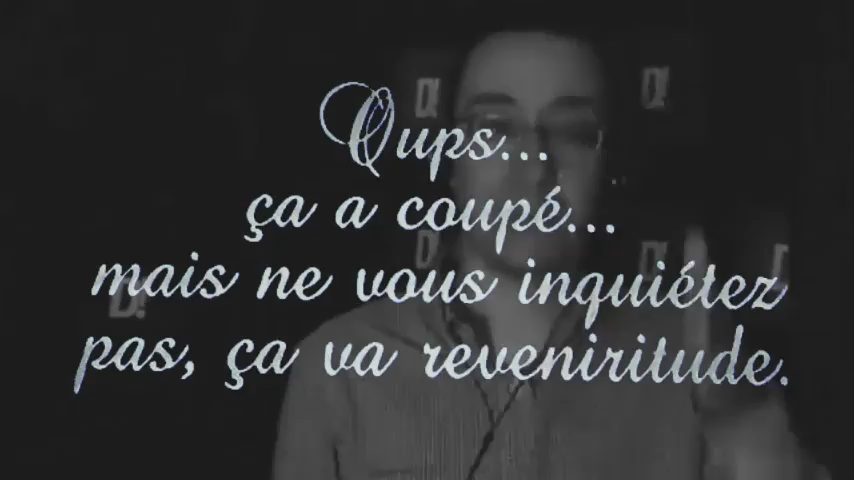 Oups...
ça a coupé...
mais ne vous inquiétez
pas, ça va reveniritude.
D!
D!
D!
D!
D!